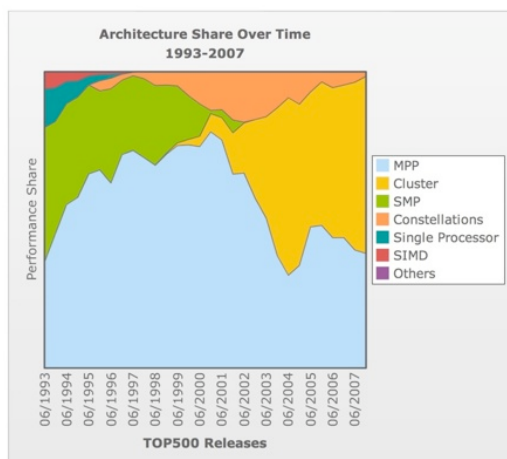 Architecture Share Over Time
1993-2007
Performance Share
MPP
Cluster
SMP
Constellations
Single Processor
SIMD
Others
06/1993
06/1994
06/1995
06/1996
06/1997
06/1998
06/1999
06/2000
06/2001
06/2002
06/2003
06/2004
06/2005
06/2006
06/2007
TOP500 Releases